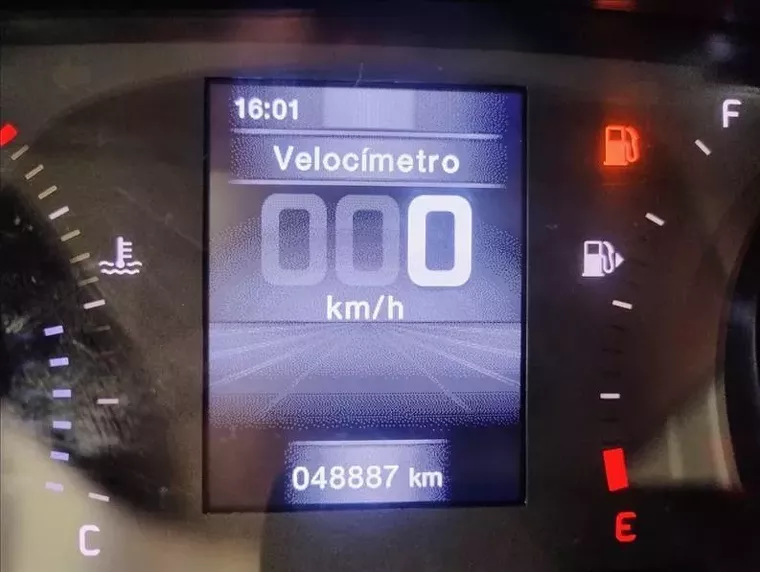 16:01
F
Velocímetro
000
km/h
048887 km
C
E